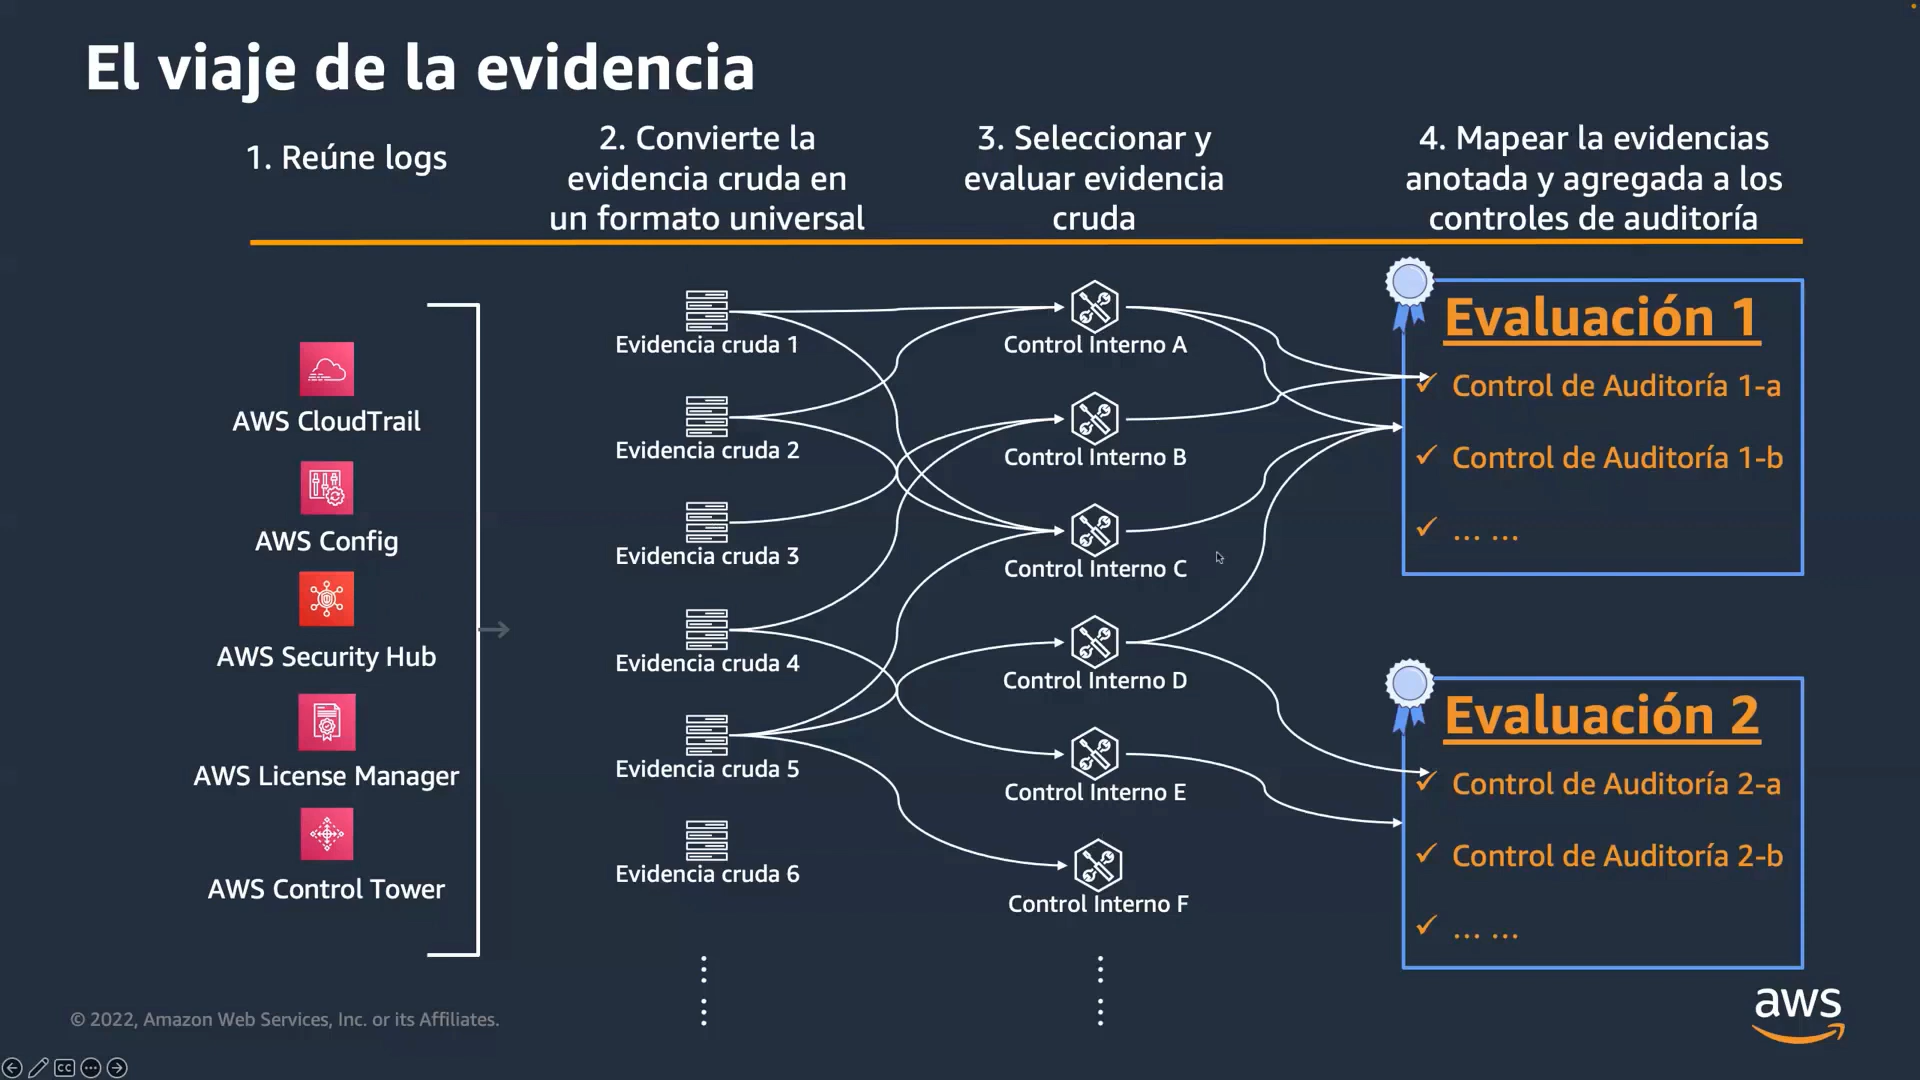 El viaje de la evidencia
1. Reúne logs
2. Convierte la
evidencia cruda en
un formato universal
3. Seleccionar y
evaluar evidencia
cruda
4. Mapear la evidencias
anotada y agregada a los
controles de auditoría
AWS CloudTrail
AWS Config
AWS Security Hub
AWS License Manager
AWS Control Tower
Evidencia cruda 1
Evidencia cruda 2
Evidencia cruda 3
Evidencia cruda 4
Evidencia cruda 5
Evidencia cruda 6
Control Interno A
Control Interno B
Control Interno C
Control Interno D
Control Interno E
Control Interno F
Evaluación 1
✓ Control de Auditoría 1-a
✓ Control de Auditoría 1-b
✓ ... ...
Evaluación 2
✓ Control de Auditoría 2-a
✓ Control de Auditoría 2-b
✓ ... ...
© 2022, Amazon Web Services, Inc. or its Affiliates.
aws
CC